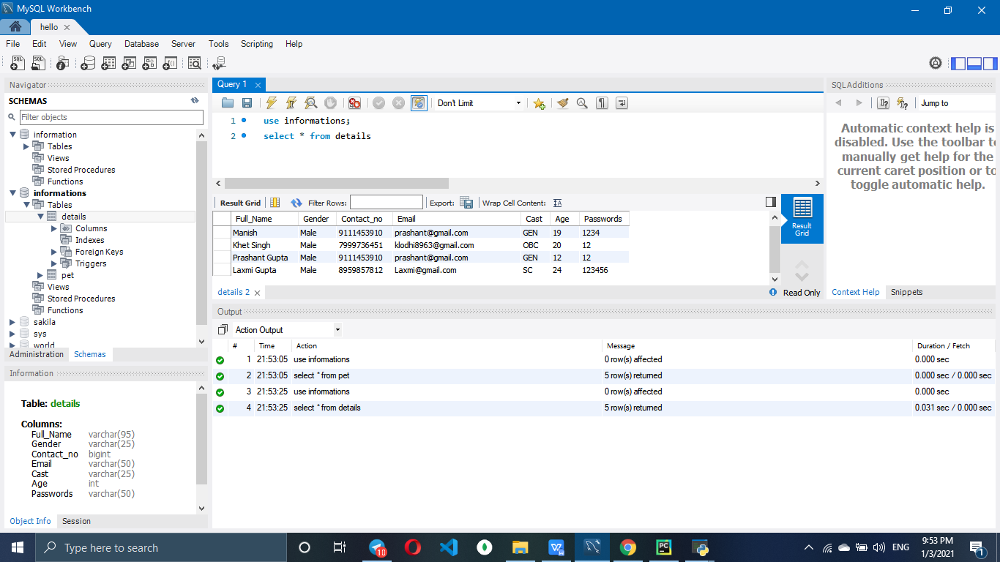 MySQL Workbench
hello
File Edit View Query Database Server Tools Scripting Help
Navigator
SCHEMAS
Filter objects
information
Tables
Views
Stored Procedures
Functions
informations
Tables
details
Columns
Indexes
Foreign Keys
Triggers
pet
Views
Stored Procedures
Functions
sakila
sys
world
Administration Schemas
Information
Table: details
Columns:
Full_Name varchar(95)
Gender varchar(25)
Contact_no bigint
Email varchar(50)
Cast varchar(25)
Age int
Passwords varchar(50)
Object Info Session
Query 1
Don't Limit
1 use informations;
2 select * from details
Result Grid Filter Rows: Export: Wrap Cell Content:
Full_Name Gender Contact_no Email Cast Age Passwords
Manish Male 9111453910 prashant@gmail.com GEN 19 1234
Khet Singh Male 7999736451 klodhi8963@gmail.com OBC 20 12
Prashant Gupta Male 9111453910 prashant@gmail.com GEN 12 12
Laxmi Gupta Male 8959857812 Laxmi@gmail.com SC 24 123456
Result
Grid
details 2
Read Only
SQLAdditions
Jump to
Automatic context help is
disabled. Use the toolbar to
manually get help for the
current caret position or to
toggle automatic help.
Context Help Snippets
Output
Action Output
# Time Action Message Duration / Fetch
1 21:53:05 use informations 0 row(s) affected 0.000 sec
2 21:53:05 select * from pet 5 row(s) returned 0.000 sec / 0.000 sec
3 21:53:25 use informations 0 row(s) affected 0.000 sec
4 21:53:25 select * from details 5 row(s) returned 0.031 sec / 0.000 sec
Type here to search
10
ENG
9:53 PM
1/3/2021
1